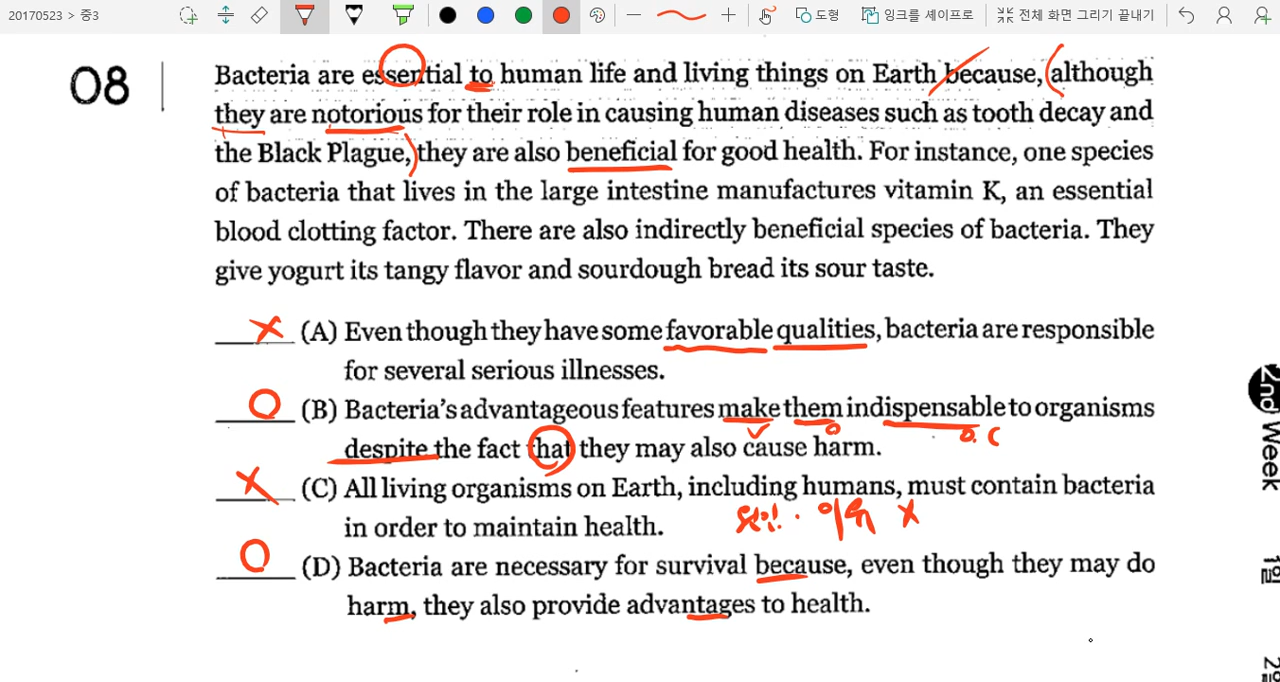 20170523 > 중3
도형
잉크를 셰이프로
전체 화면 그리기 끝내기
08
Bacteria are essential to human life and living things on Earth because, (although
they are notorious for their role in causing human diseases such as tooth decay and
the Black Plague,) they are also beneficial for good health. For instance, one species
of bacteria that lives in the large intestine manufactures vitamin K, an essential
blood clotting factor. There are also indirectly beneficial species of bacteria. They
give yogurt its tangy flavor and sourdough bread its sour taste.
X (A) Even though they have some favorable qualities, bacteria are responsible
for several serious illnesses.
O (B) Bacteria's advantageous features make them indispensable to organisms
v o o.c
despite the fact that they may also cause harm.
X (C) All living organisms on Earth, including humans, must contain bacteria
in order to maintain health.
X
O (D) Bacteria are necessary for survival because, even though they may do
harm, they also provide advantages to health.
2nd Week
1일